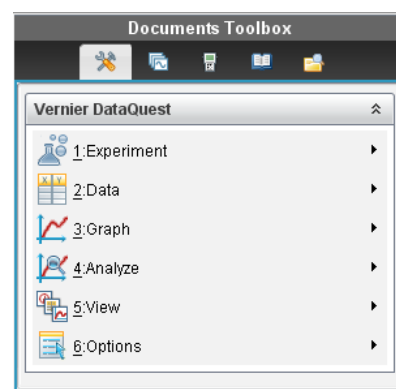 Documents Toolbox
Vernier DataQuest
1:Experiment
X Y
2:Data
3:Graph
4:Analyze
5:View
6:Options